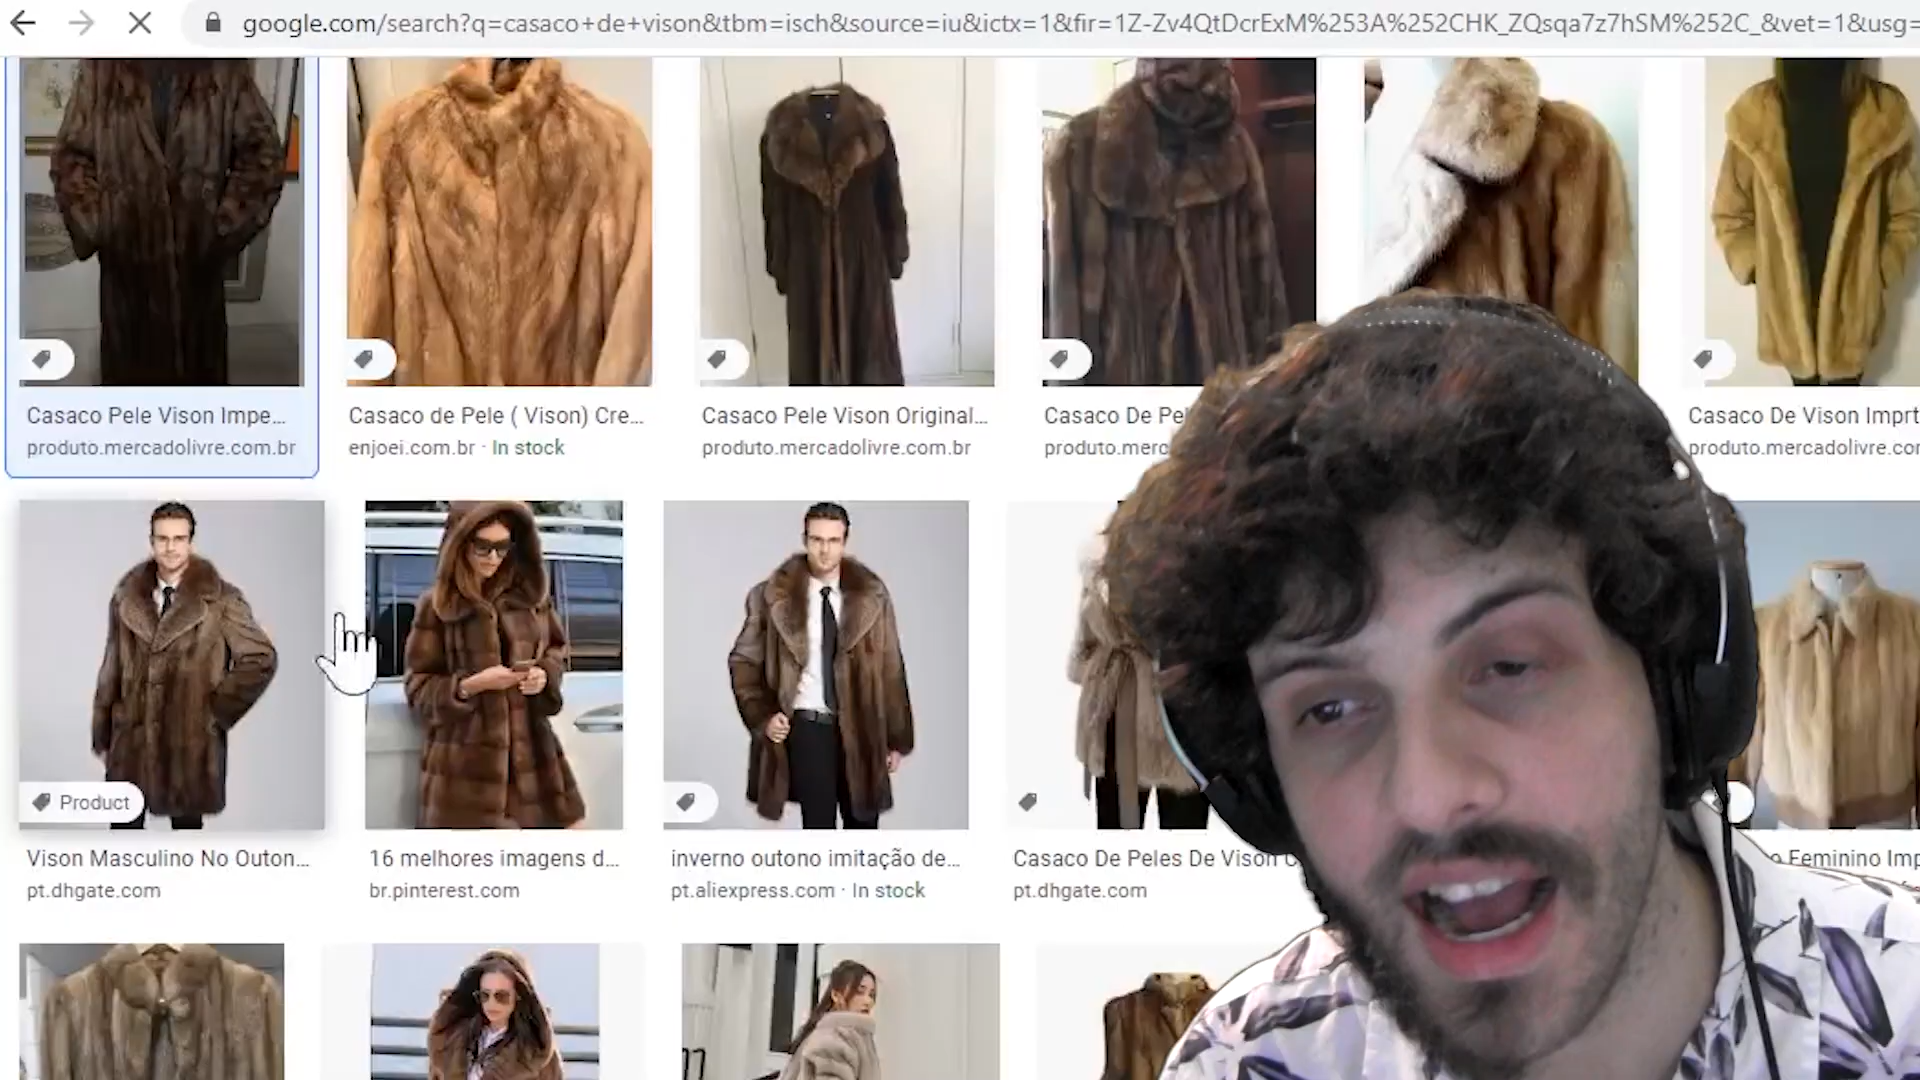 google.com/search?q=casaco+de+vison&tbm=isch&source=iu&ictx=1&fir=1Z-Zv4QtDcrExM%253A%252CHK_ZQsqa7z7hSM%252C_&vet=1&usg=
Casaco Pele Vison Impe...
Casaco de Pele ( Vison) Cre...
Casaco Pele Vison Original...
Casaco De Pel
Casaco De Vison Imprt
produto.mercadolivre.com.br
enjoei.com.br · In stock
produto.mercadolivre.com.br
produto.merc
produto.mercadolivre.cor
Product
Vison Masculino No Outon...
16 melhores imagens d...
inverno outono imitação de...
Casaco De Peles De Vison
o Feminino Imp
pt.dhgate.com
br.pinterest.com
pt.aliexpress.com · In stock
pt.dhgate.com